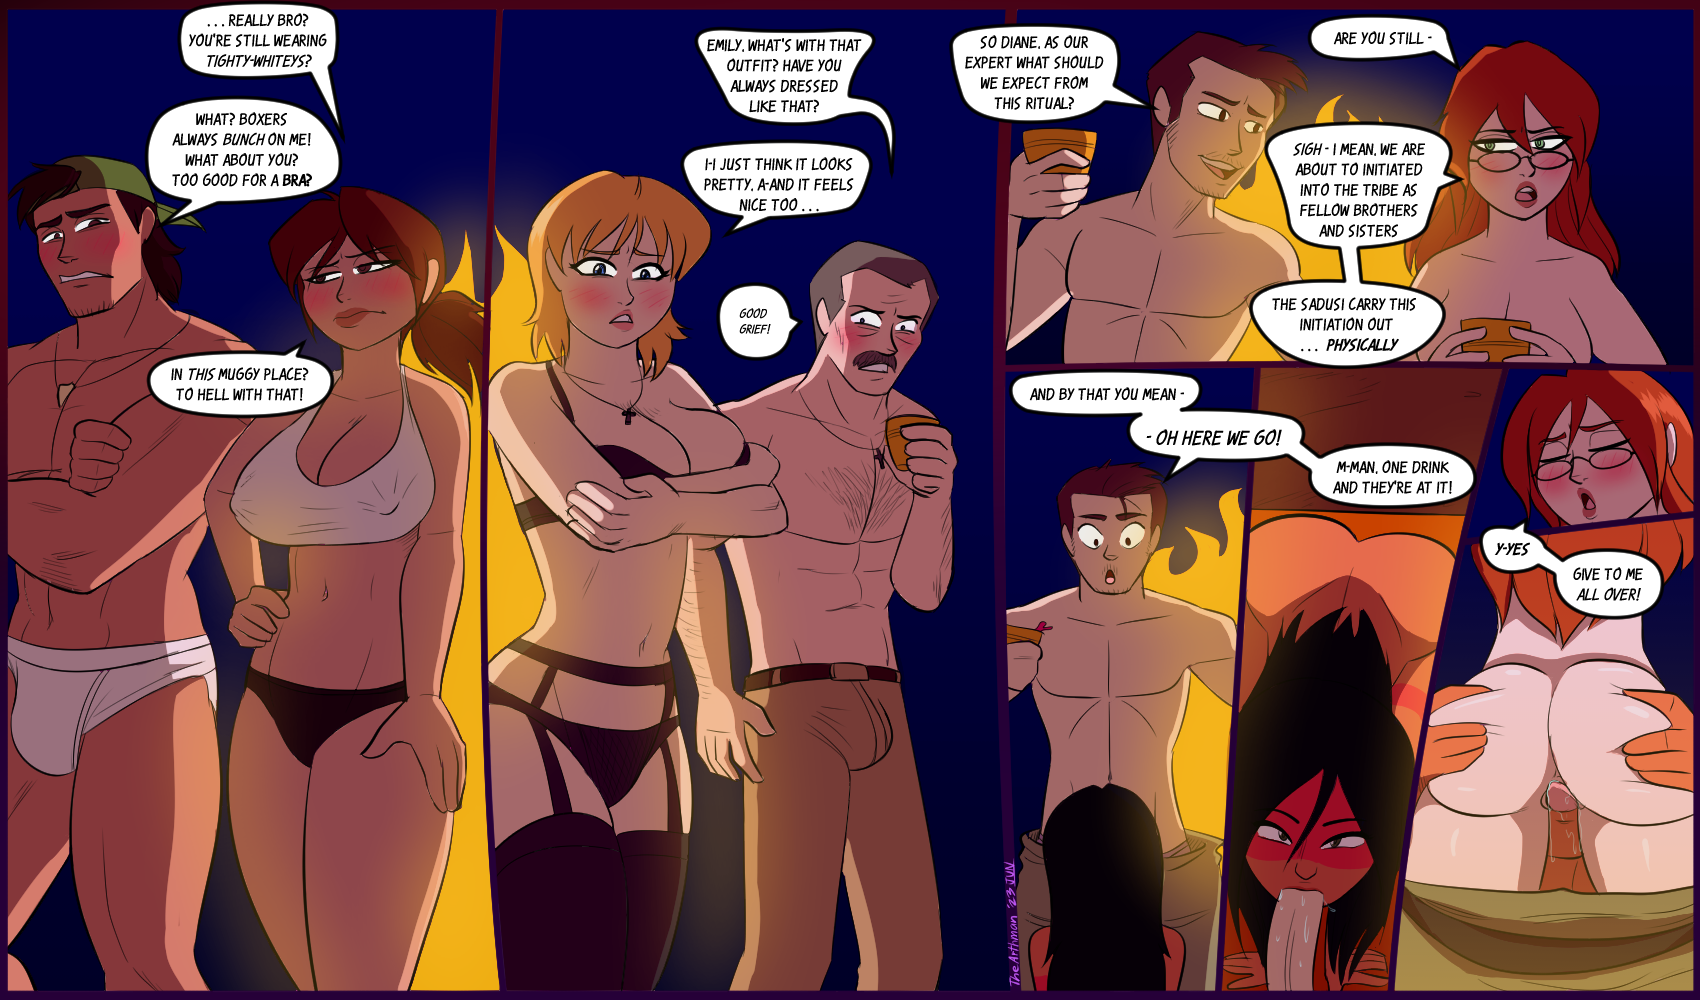 . . . REALLY BRO?
YOU'RE STILL WEARING
TIGHTY-WHITEYS?
WHAT? BOXERS
ALWAYS BUNCH ON ME!
WHAT ABOUT YOU?
TOO GOOD FOR A BRA?
IN THIS MUGGY PLACE?
TO HELL WITH THAT!
EMILY, WHAT'S WITH THAT
OUTFIT? HAVE YOU
ALWAYS DRESSED
LIKE THAT?
I-I JUST THINK IT LOOKS
PRETTY, A-AND IT FEELS
NICE TOO . . .
GOOD
GRIEF!
SO DIANE, AS OUR
EXPERT WHAT SHOULD
WE EXPECT FROM
THIS RITUAL?
ARE YOU STILL -
SIGH - I MEAN, WE ARE
ABOUT TO INITIATED
INTO THE TRIBE AS
FELLOW BROTHERS
AND SISTERS
THE SADUSI CARRY THIS
INITIATION OUT
. . . PHYSICALLY
AND BY THAT YOU MEAN -
- OH HERE WE GO!
M-MAN, ONE DRINK
AND THEY'RE AT IT!
Y-YES
GIVE TO ME
ALL OVER!
The Arthman '23 JUN